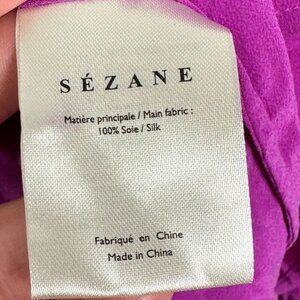 SÉZANE
Matière principale / Main fabric :
100% Soie / Silk
Fabriqué en Chine
Made in China